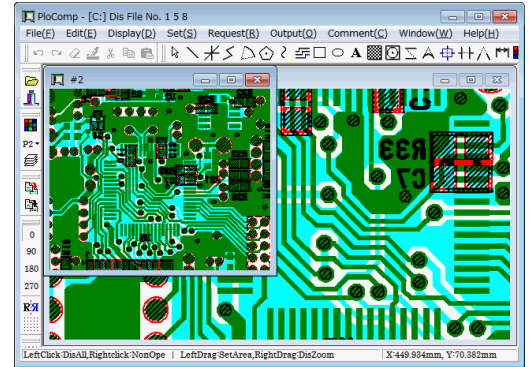 PloComp - [C:] Dis File No. 1 5 8
File(F) Edit(E) Display(D) Set(S) Request(R) Output(O) Comment(C) Window(W) Help(H)
A
#2
P2
R33
C7
0
90
180
270
LeftClick:DisAll,Rightclick:NonOpe | LeftDrag:SetArea,RightDrag:DisZoom X:449.934mm, Y:70.382mm